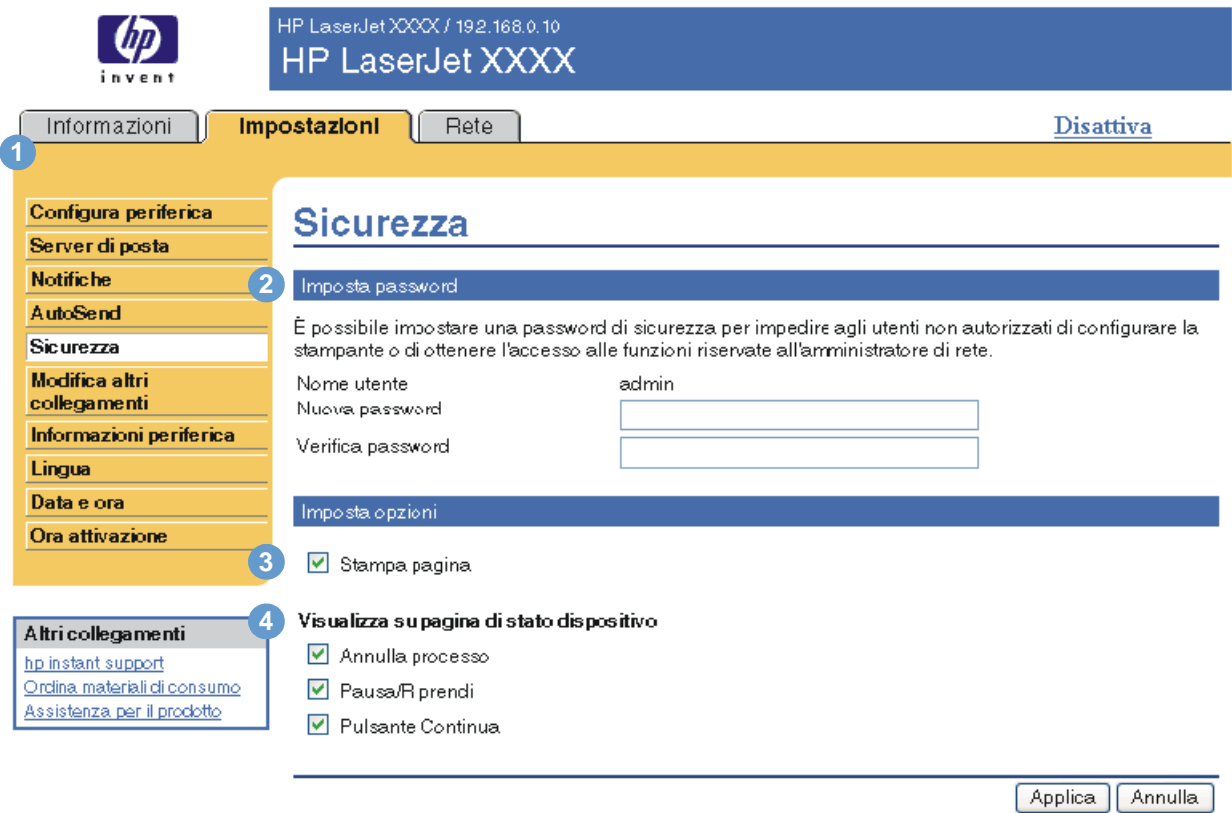 hp
invent
HP LaserJet XXXX / 192.168.0.10
HP LaserJet XXXX
Informazioni
Impostazioni
Rete
Disattiva
1
Configura periferica
Server di posta
Notifiche
AutoSend
Sicurezza
Modifica altri
collegamenti
Informazioni periferica
Lingua
Data e ora
Ora attivazione
Altri collegamenti
hp instant support
Ordina materiali di consumo
Assistenza per il prodotto
Sicurezza
2
Imposta password
È possibile impostare una password di sicurezza per impedire agli utenti non autorizzati di configurare la
stampante o di ottenere l'accesso alle funzioni riservate all'amministratore di rete.
Nome utente admin
Nuova password
Verifica password
Imposta opzioni
3
Stampa pagina
4
Visualizza su pagina di stato dispositivo
Annulla processo
Pausa/Riprendi
Pulsante Continua
Applica
Annulla